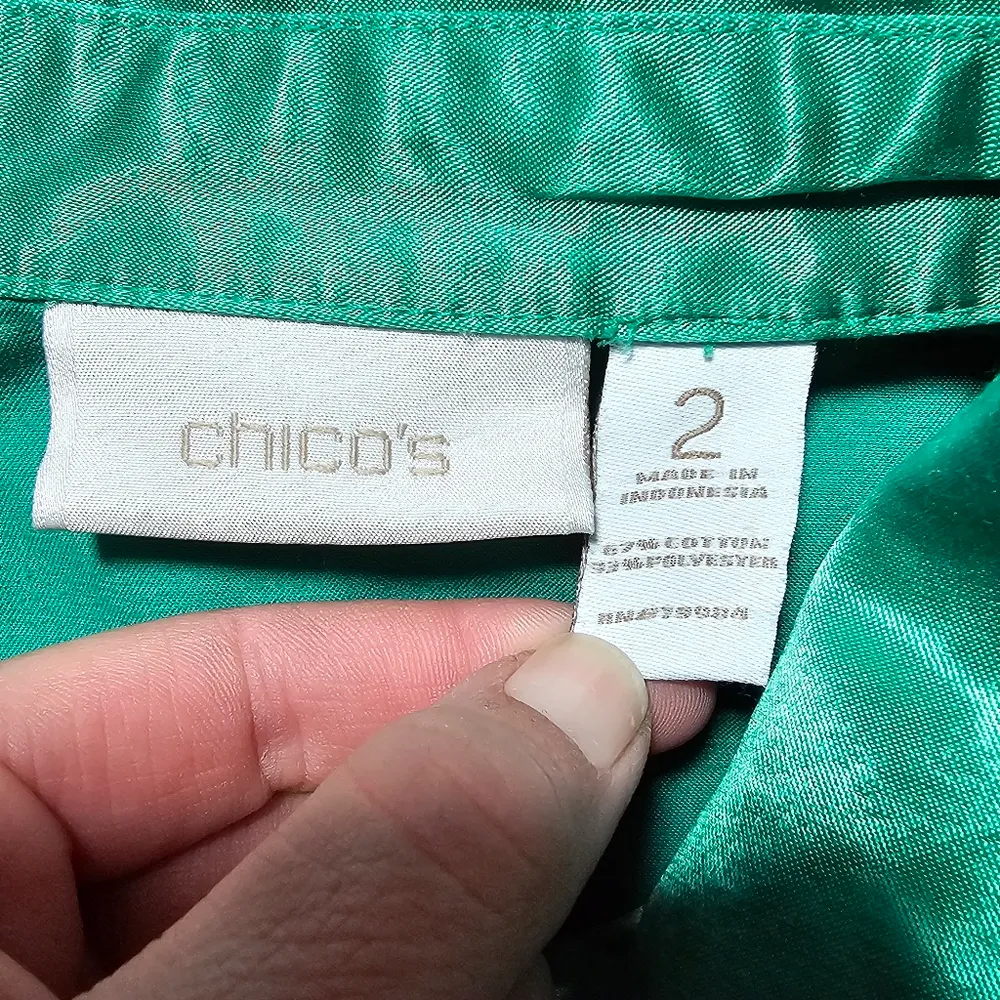 chico's
2
MADE IN
INDONESIA
67% COTTON
33% POLYESTER